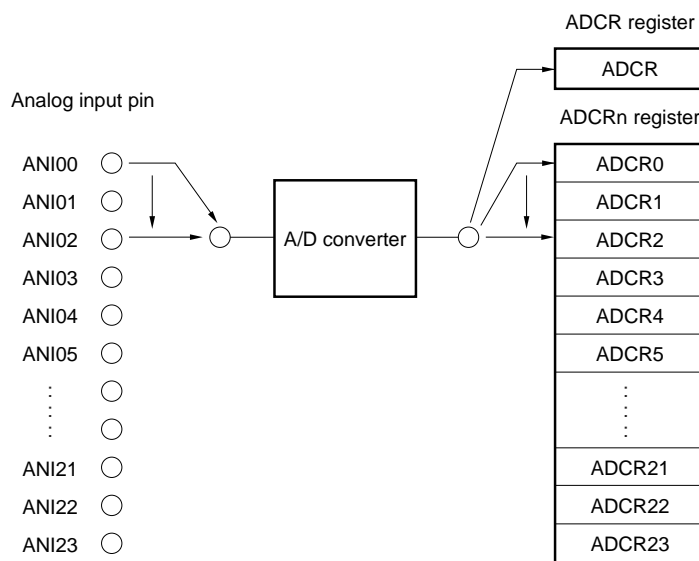 ADCR register
ADCR
Analog input pin
ADCRn register
ANI00
ANI01
ANI02
ANI03
ANI04
ANI05
ANI21
ANI22
ANI23
A/D converter
ADCR0
ADCR1
ADCR2
ADCR3
ADCR4
ADCR5
ADCR21
ADCR22
ADCR23